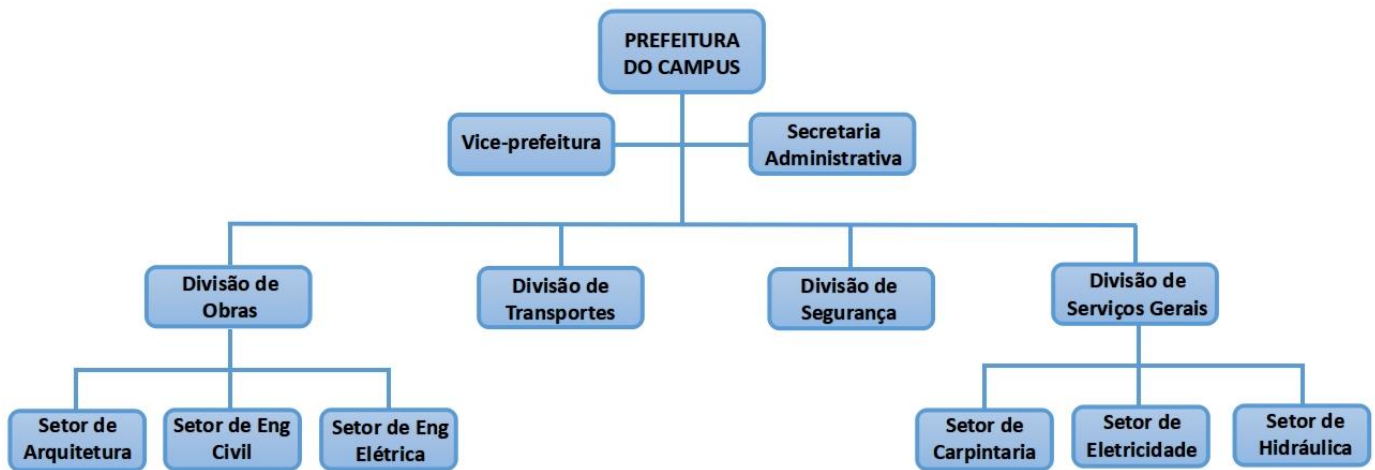 PREFEITURA
DO CAMPUS
Vice-prefeitura
Secretaria
Administrativa
Divisão de
Obras
Divisão de
Transportes
Divisão de
Segurança
Divisão de
Serviços Gerais
Setor de
Arquitetura
Setor de Eng
Civil
Setor de Eng
Elétrica
Setor de
Carpintaria
Setor de
Eletricidade
Setor de
Hidráulica